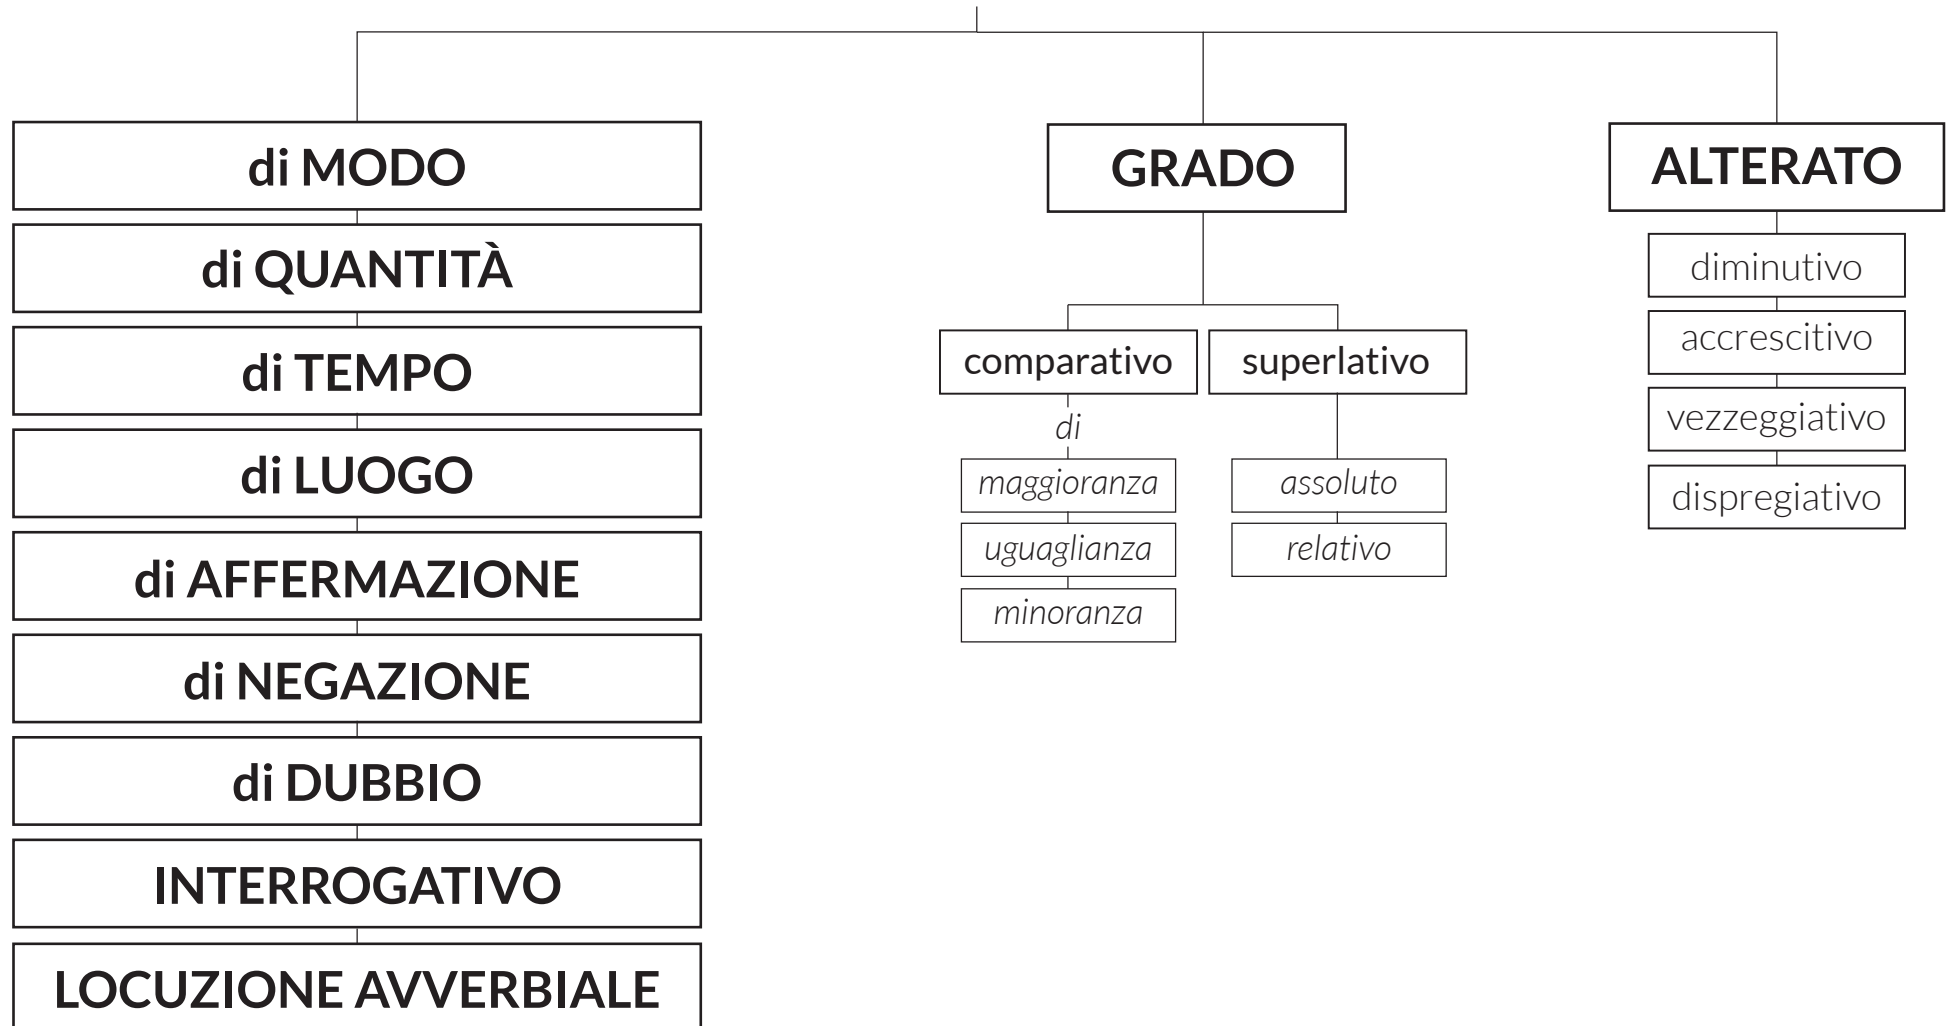 di MODO
di QUANTITÀ
di TEMPO
di LUOGO
di AFFERMAZIONE
di NEGAZIONE
di DUBBIO
INTERROGATIVO
LOCUZIONE AVVERBIALE
GRADO
comparativo
di
maggioranza
uguaglianza
minoranza
superlativo
assoluto
relativo
ALTERATO
diminutivo
accrescitivo
vezzeggiativo
dispregiativo